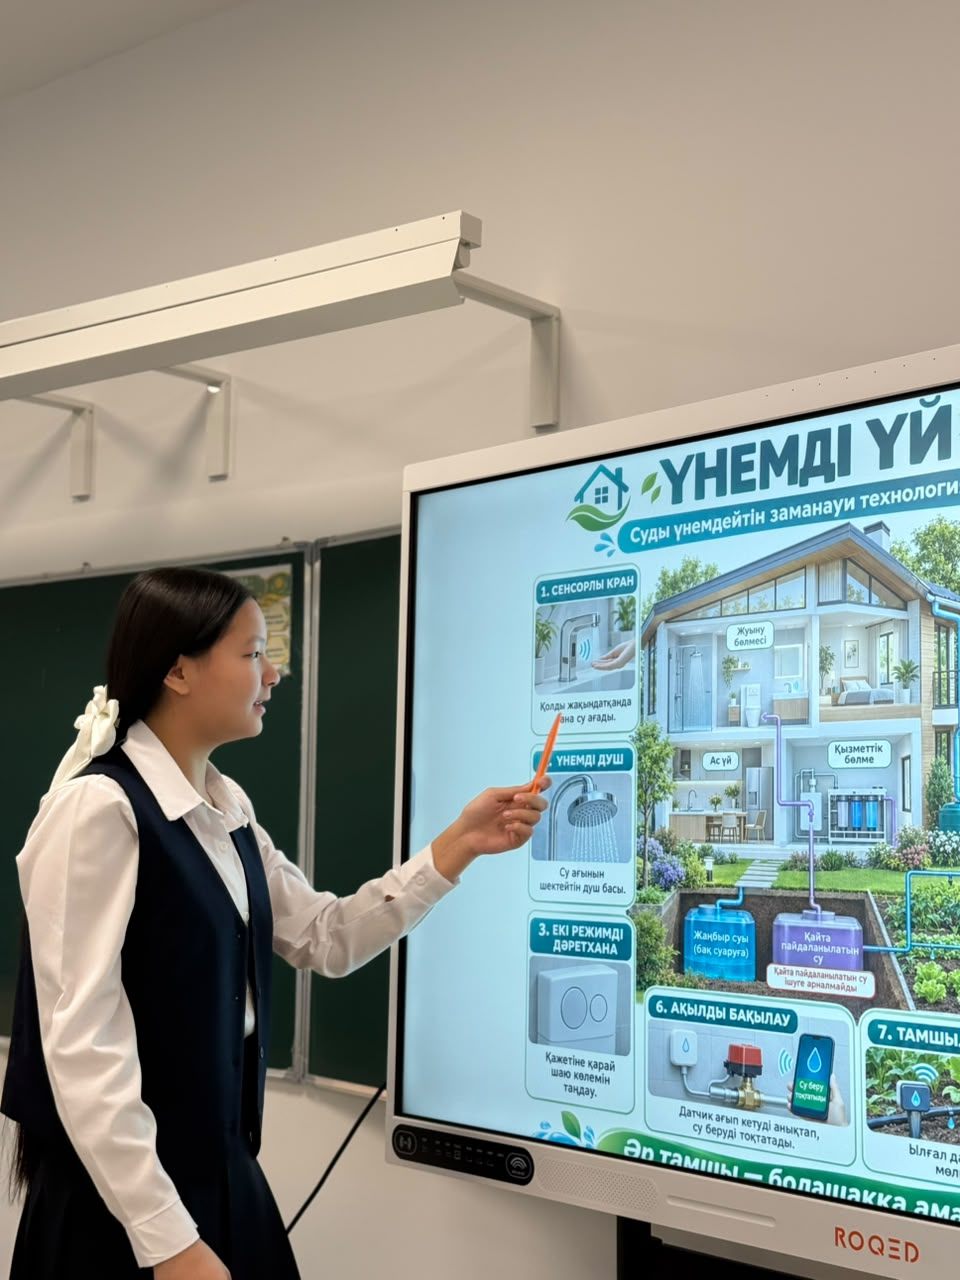 ҮНЕМДІ ҮЙ
Суды үнемдейтін заманауи
1. СЕНСОРЛЫ КРАН
Қолды жақындатқанда
су ағады.
ҮНЕМДІ ДУШ
Су ағынын
шектейтін душ басы.
3. ЕКІ РЕЖИМДІ
ДӘРЕТХАНА
Қажетіне қарай
шаю көлемін
таңдау.
Жуыну
бөлмесі
Ас үй
Қызметтік
бөлме
Жаңбыр суы
(бақ суаруға)
Қайта
пайдаланылатын
су
Қайта пайдаланылатын су
ішуге арналмайды
6. АҚЫЛДЫ БАҚЫЛАУ
Су беру
тоқтатылды
Датчик ағып кетуді анықтап,
су беруді тоқтатады.
7.
Ылғал
Әр тамшы — болашаққа
ROQED